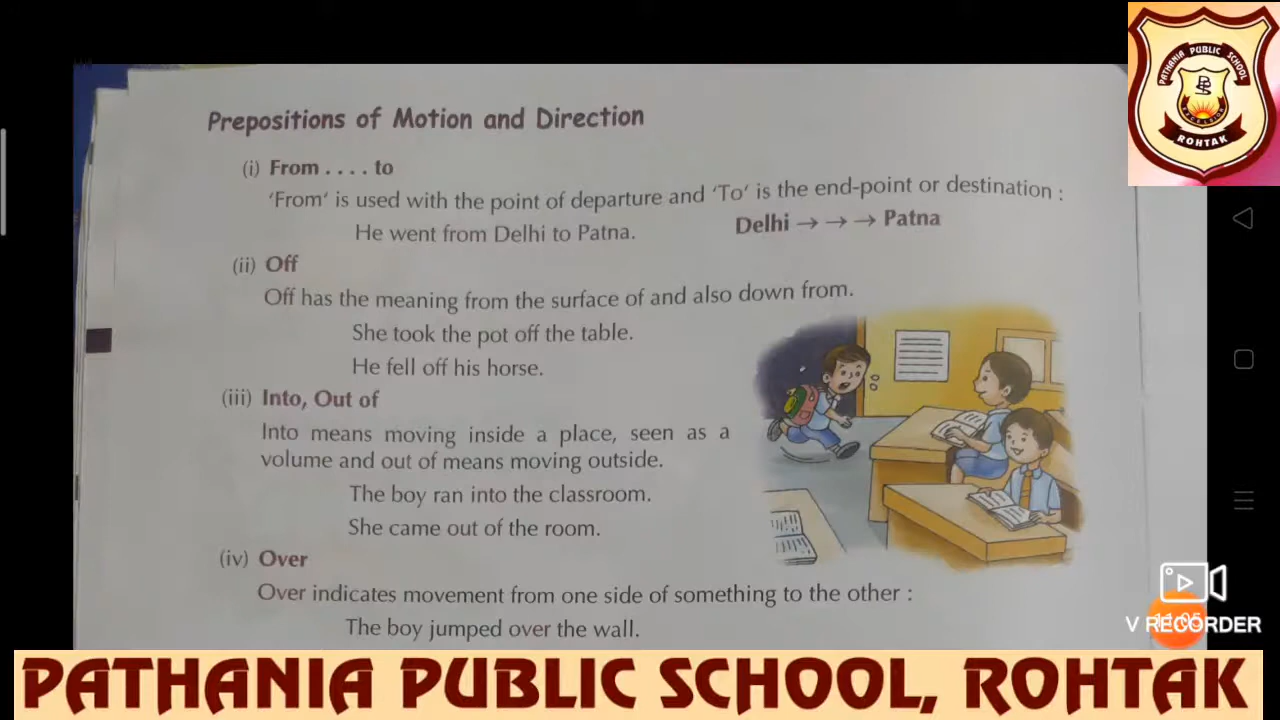 PATHANIA PUBLIC SCHOOL
ROHTAK
Prepositions of Motion and Direction
(i) From . . . . to
'From' is used with the point of departure and 'To' is the end-point or destination :
He went from Delhi to Patna. Delhi → → → Patna
(ii) Off
Off has the meaning from the surface of and also down from.
She took the pot off the table.
He fell off his horse.
(iii) Into, Out of
Into means moving inside a place, seen as a
volume and out of means moving outside.
The boy ran into the classroom.
She came out of the room.
(iv) Over
Over indicates movement from one side of something to the other :
The boy jumped over the wall.
11:05
V RECORDER
PATHANIA PUBLIC SCHOOL, ROHTAK